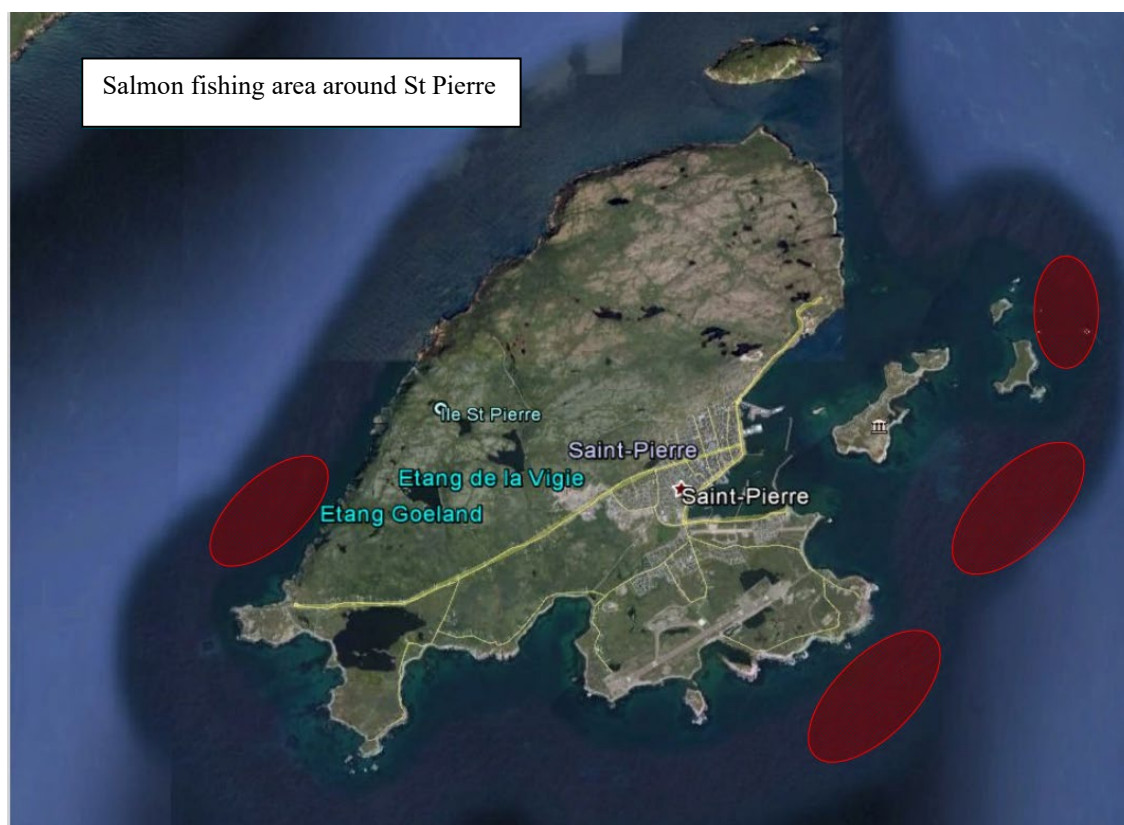 Salmon fishing area around St Pierre
Ile St Pierre
Saint-Pierre
Etang de la Vigie
Saint-Pierre
Etang Goeland